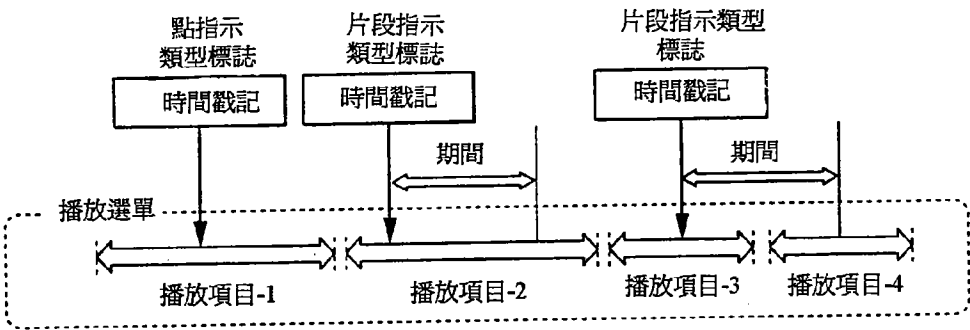 點指示
類型標誌
片段指示
類型標誌
片段指示類型
標誌
時間戳記
時間戳記
時間戳記
期間
期間
播放選單
播放項目-1
播放項目-2
播放項目-3
播放項目-4